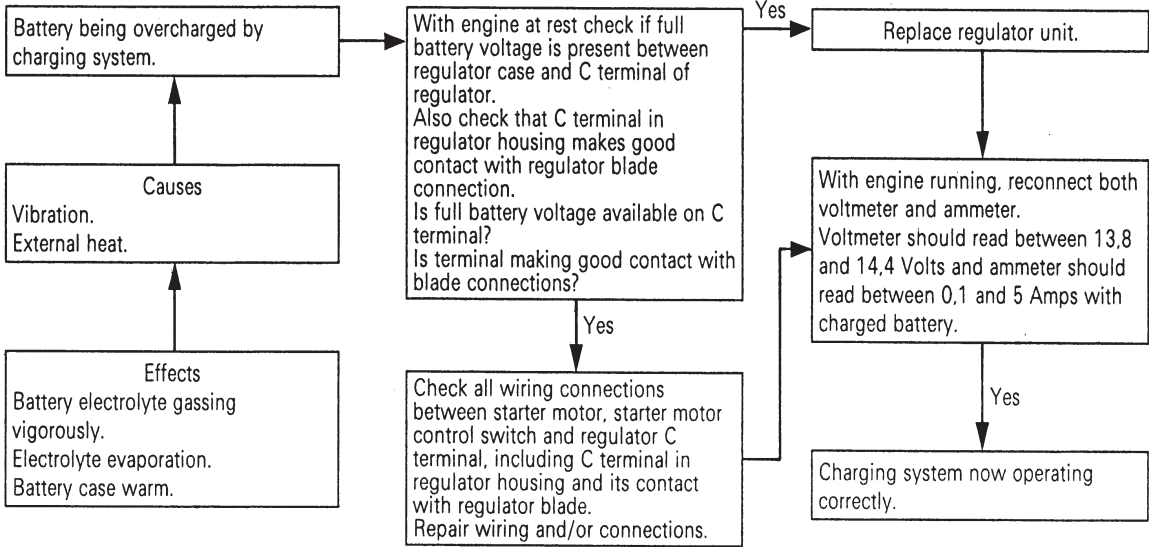 Battery being overcharged by
charging system.
Causes
Vibration.
External heat.
Effects
Battery electrolyte gassing
vigorously.
Electrolyte evaporation.
Battery case warm.
With engine at rest check if full
battery voltage is present between
regulator case and C terminal of
regulator.
Also check that C terminal in
regulator housing makes good
contact with regulator blade
connection.
Is full battery voltage available on C
terminal?
Is terminal making good contact with
blade connections?
Yes
Yes
Check all wiring connections
between starter motor, starter motor
control switch and regulator C
terminal, including C terminal in
regulator housing and its contact
with regulator blade.
Repair wiring and/or connections.
Replace regulator unit.
With engine running, reconnect both
voltmeter and ammeter.
Voltmeter should read between 13,8
and 14,4 Volts and ammeter should
read between 0,1 and 5 Amps with
charged battery.
Yes
Charging system now operating
correctly.